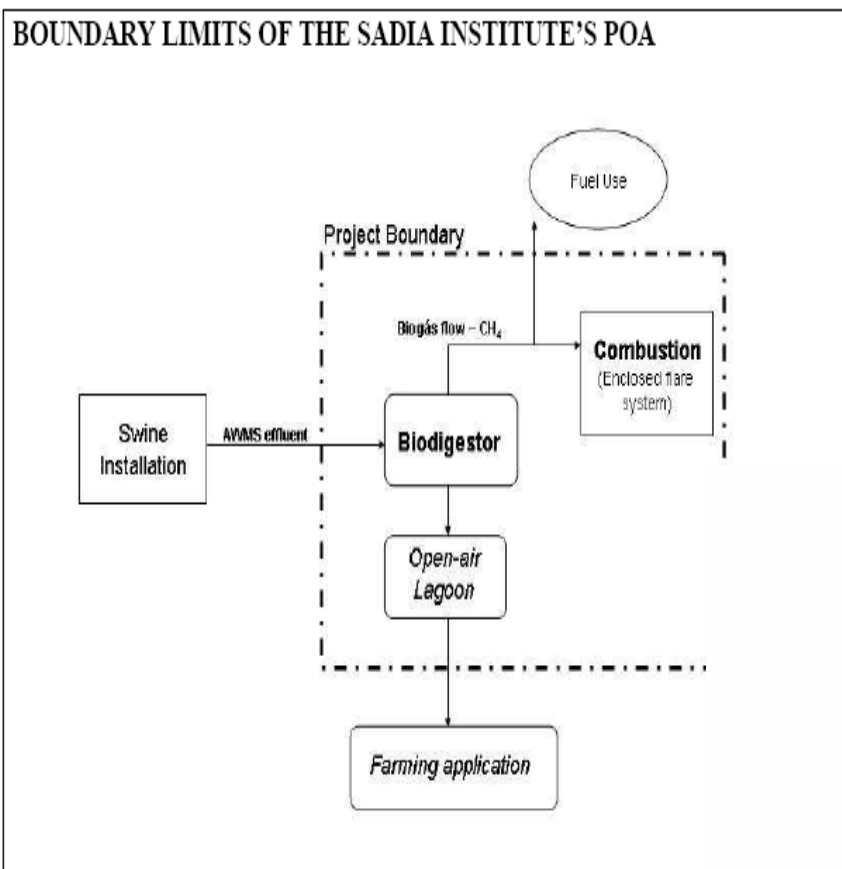 BOUNDARY LIMITS OF THE SADIA INSTITUTE'S POA
Fuel Use
Project Boundary
Biogás flow – CH₄
Combustion
(Enclosed flare
system)
Swine
Installation
AWMS effluent
Biodigestor
Open-air
Lagoon
Farming application